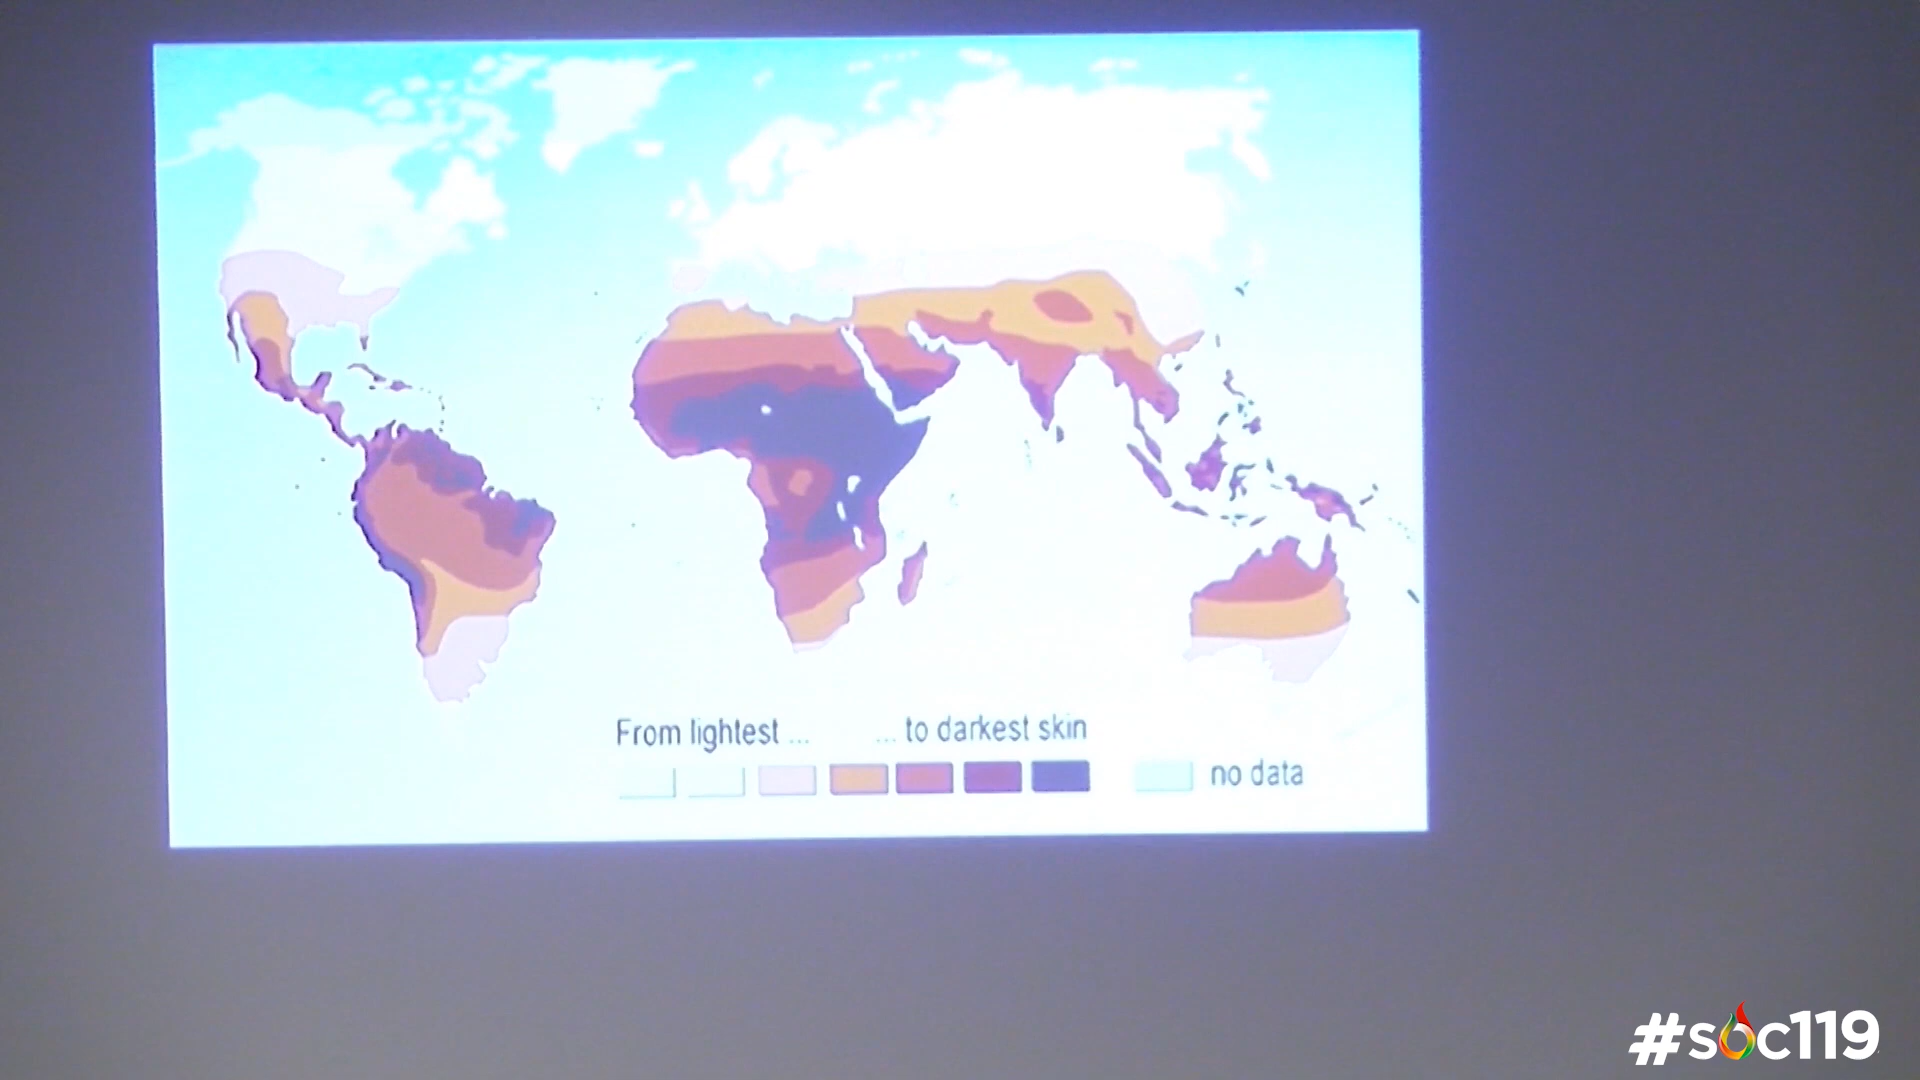 From lightest ... ... to darkest skin
no data
#soc119